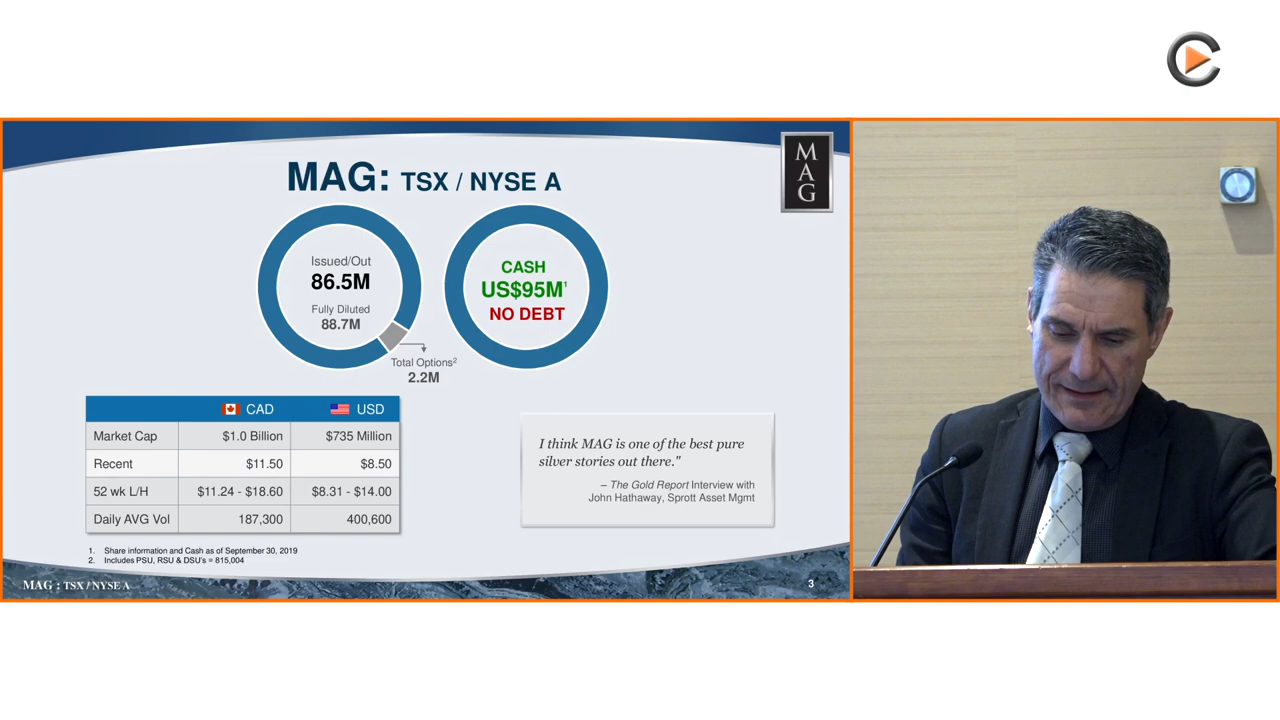 MAG: TSX / NYSE A
M
A
G
Issued/Out
86.5M
Fully Diluted
88.7M
Total Options²
2.2M
CASH
US$95M¹
NO DEBT
CAD USD
Market Cap $1.0 Billion $735 Million
Recent $11.50 $8.50
52 wk L/H $11.24 - $18.60 $8.31 - $14.00
Daily AVG Vol 187,300 400,600
I think MAG is one of the best pure
silver stories out there."
– The Gold Report Interview with
John Hathaway, Sprott Asset Mgmt
1. Share information and Cash as of September 30, 2019
2. Includes PSU, RSU & DSU's = 815,004
MAG : TSX / NYSE A
3